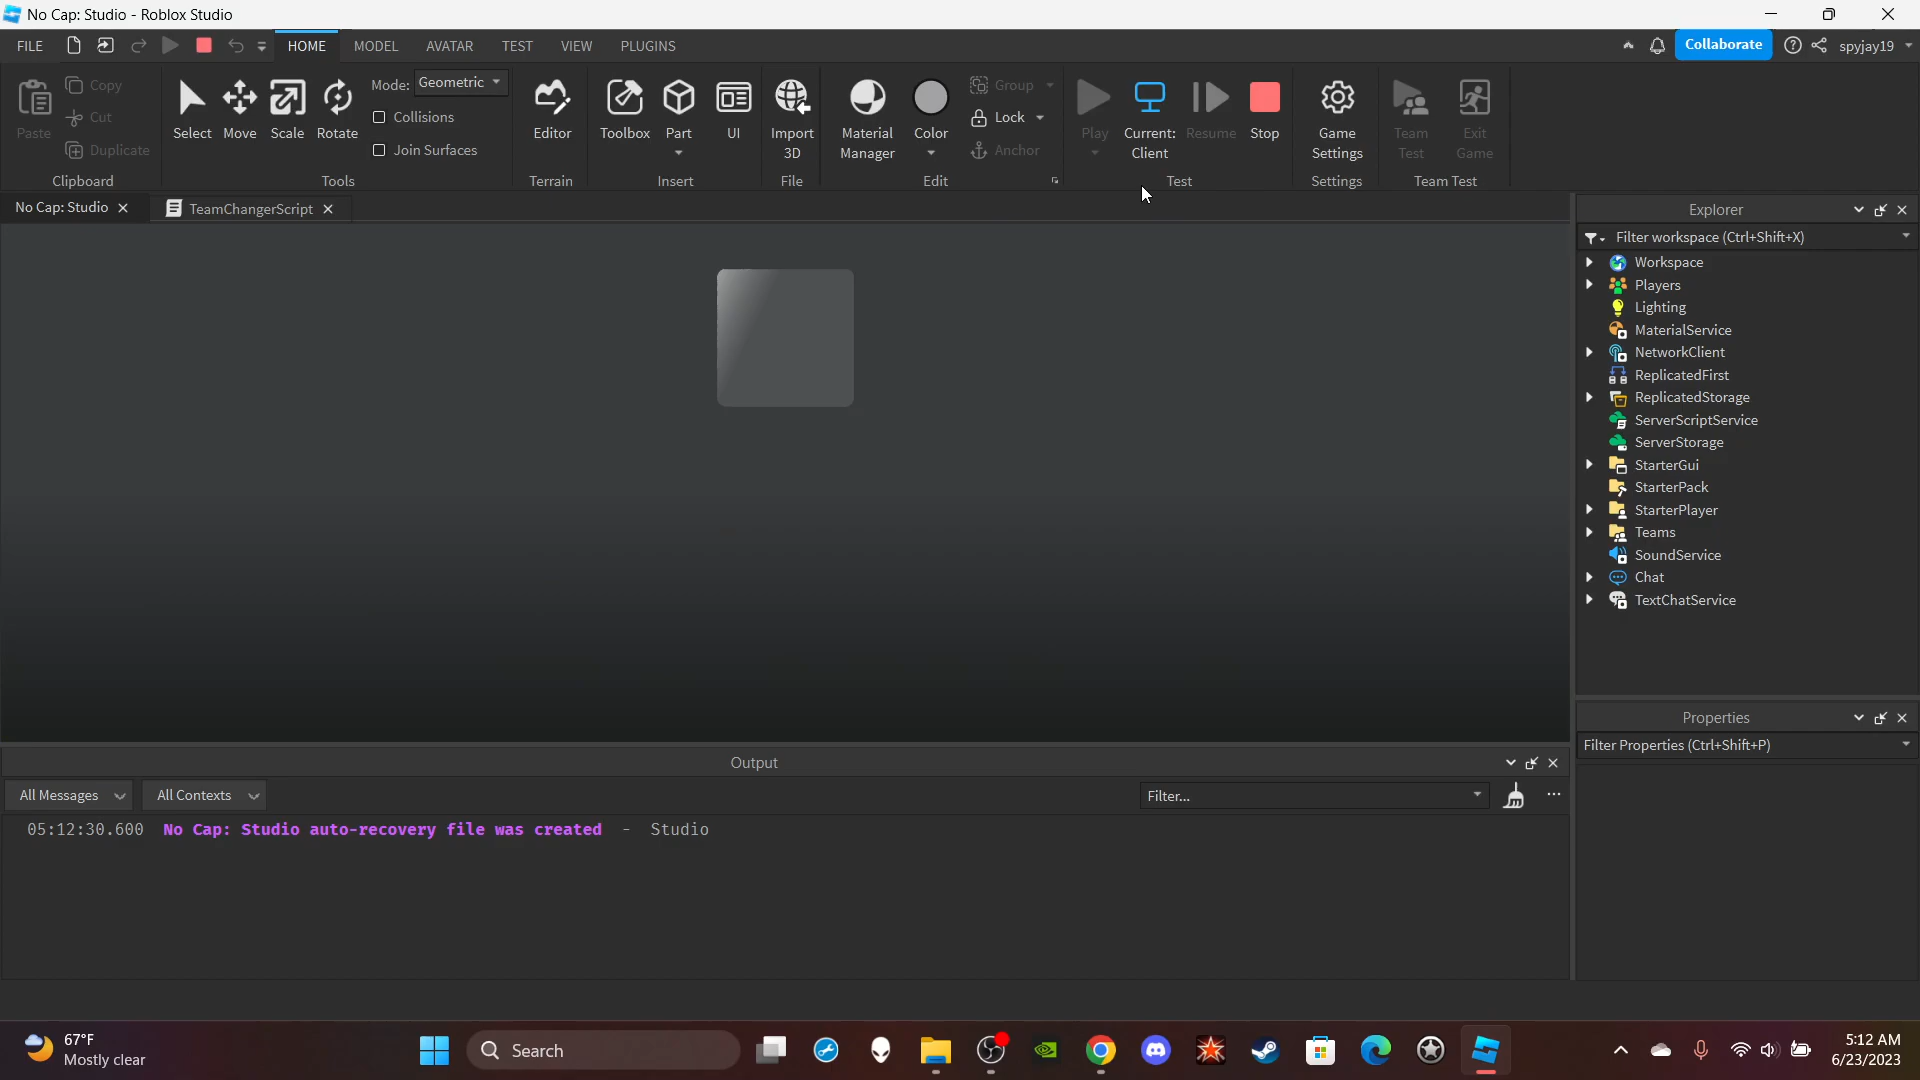 No Cap: Studio - Roblox Studio
FILE HOME MODEL AVATAR TEST VIEW PLUGINS Collaborate spyjay19
Paste
Copy
Cut
Duplicate
Clipboard
Select Move Scale Rotate
Mode: Geometric
Collisions
Join Surfaces
Tools
Editor
Terrain
Toolbox Part UI
Insert
Import
3D
File
Material
Manager
Color
Group
Lock
Anchor
Edit
Play
Current:
Client
Resume
Stop
Test
Game
Settings
Settings
Team
Test
Exit
Game
Team Test
No Cap: Studio
TeamChangerScript
Explorer
Filter workspace (Ctrl+Shift+X)
Workspace
Players
Lighting
MaterialService
NetworkClient
ReplicatedFirst
ReplicatedStorage
ServerScriptService
ServerStorage
StarterGui
StarterPack
StarterPlayer
Teams
SoundService
Chat
TextChatService
Properties
Filter Properties (Ctrl+Shift+P)
Output
All Messages All Contexts Filter...
05:12:30.600 No Cap: Studio auto-recovery file was created - Studio
67°F
Mostly clear
Search
5:12 AM
6/23/2023